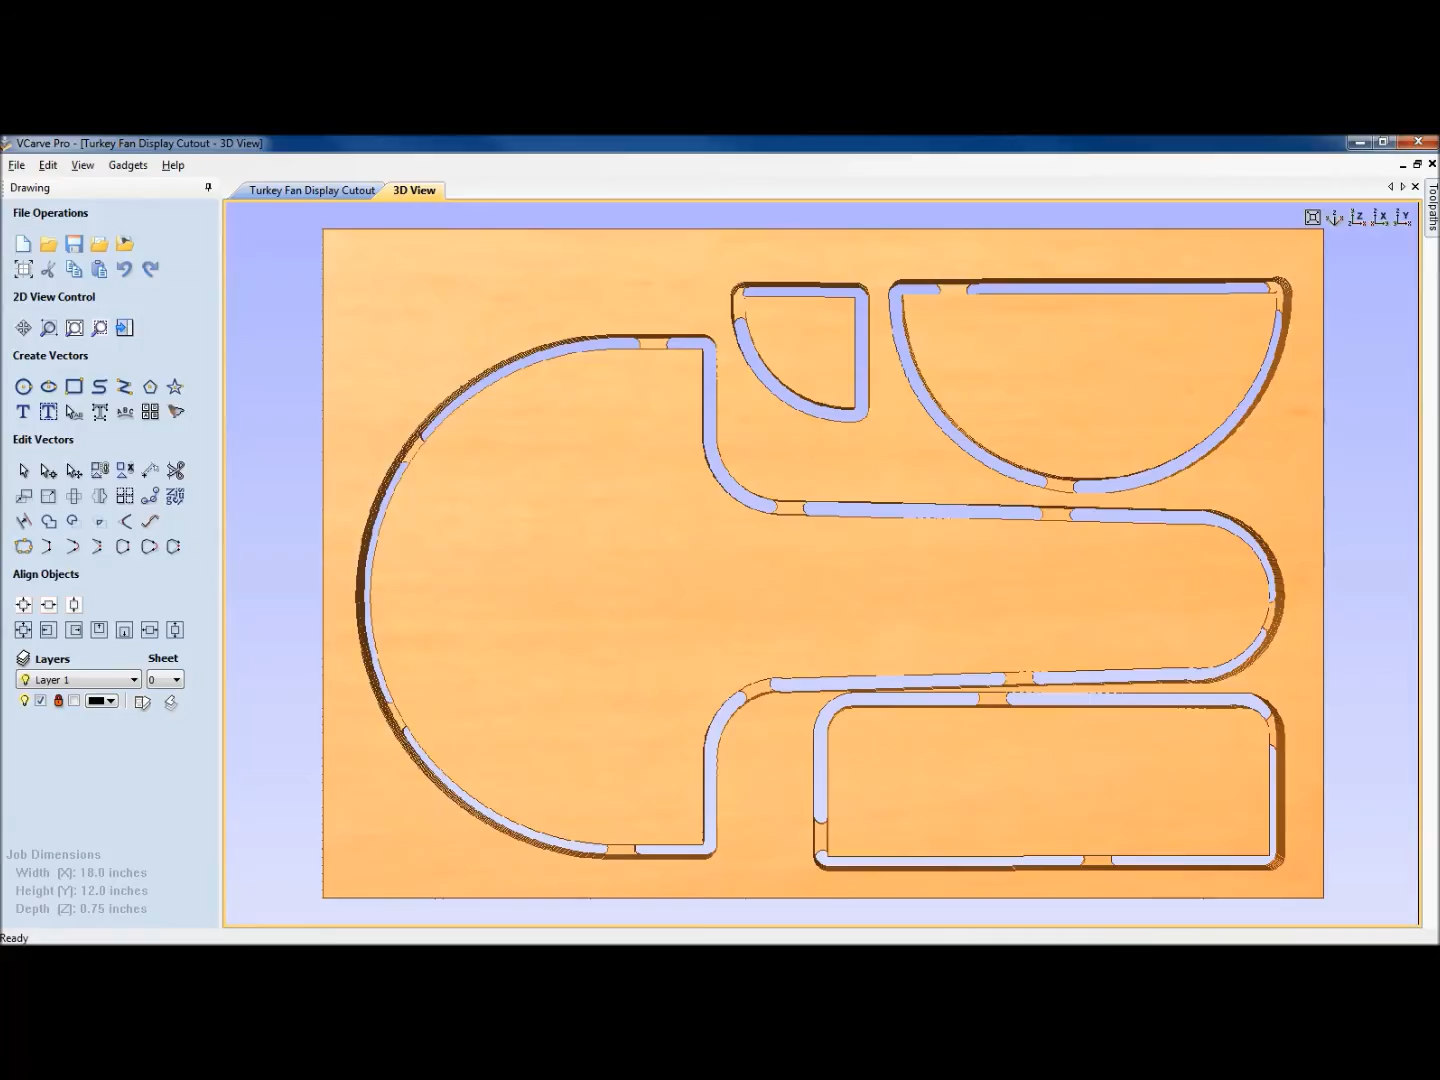 VCarve Pro - [Turkey Fan Display Cutout - 3D View]
File Edit View Gadgets Help
Drawing
Turkey Fan Display Cutout 3D View
Toolpaths
File Operations
2D View Control
Create Vectors
Edit Vectors
Align Objects
Layers Sheet
Layer 1 0
Job Dimensions
Width [X]: 18.0 inches
Height [Y]: 12.0 inches
Depth [Z]: 0.75 inches
Ready